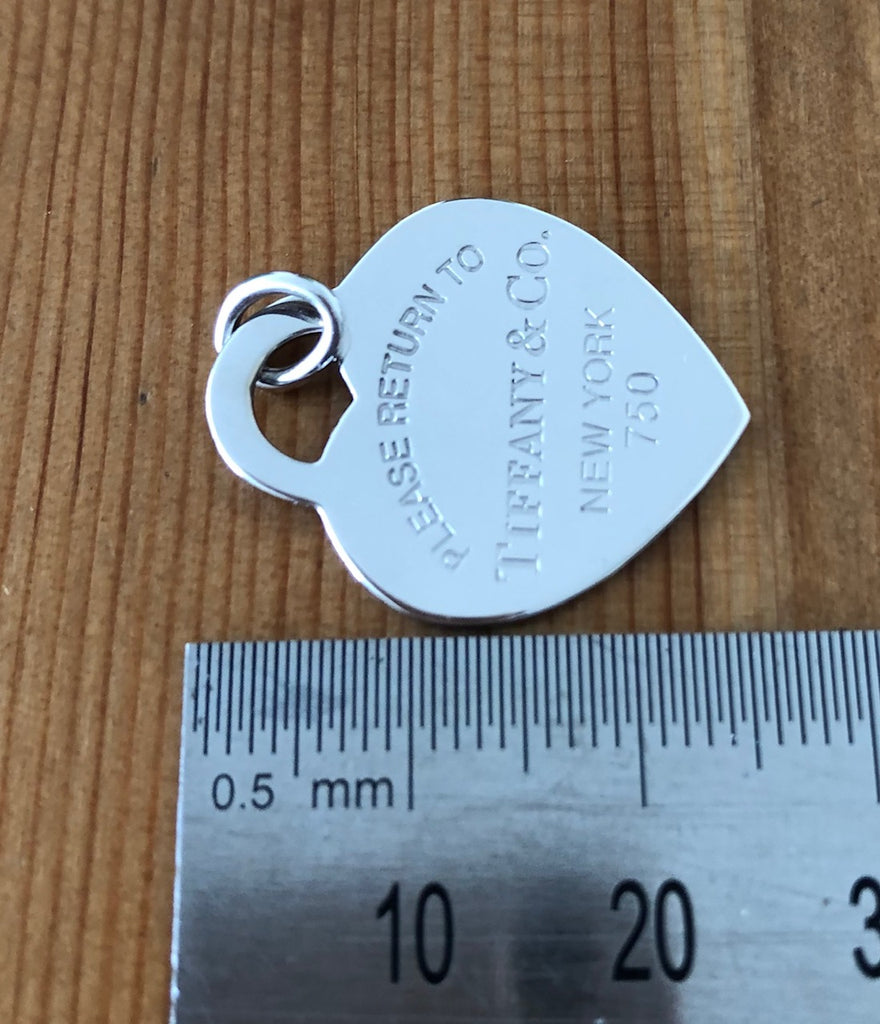 PLEASE RETURN TO
TIFFANY & CO.
NEW YORK
750
0.5 mm
10 20